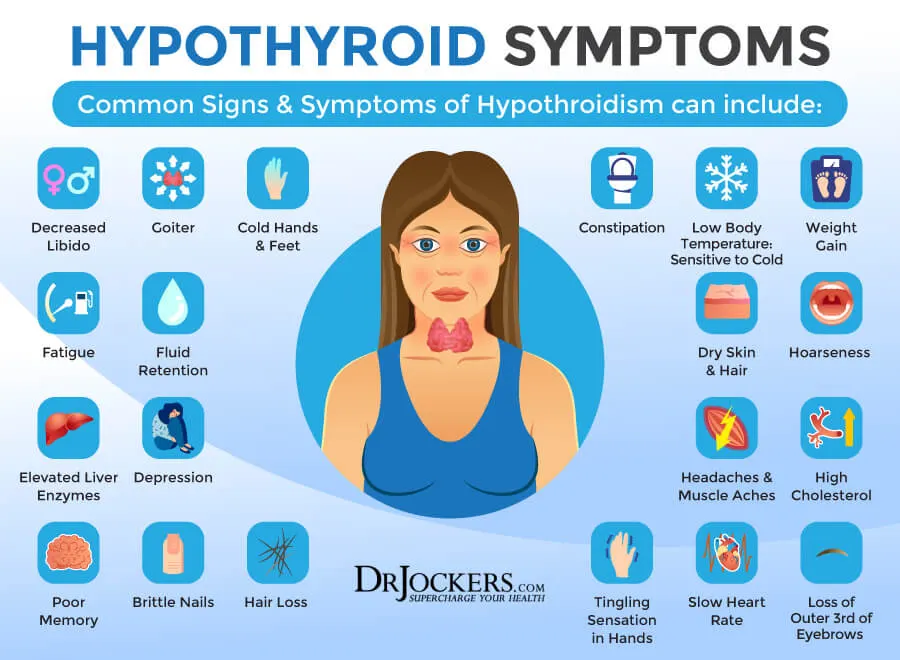 HYPOTHYROID SYMPTOMS
Common Signs & Symptoms of Hypothroidism can include:
Decreased
Libido
Goiter
Cold Hands
& Feet
Constipation
Low Body
Temperature:
Sensitive to Cold
Weight
Gain
Fatigue
Fluid
Retention
Dry Skin
& Hair
Hoarseness
Elevated Liver
Enzymes
Depression
Headaches &
Muscle Aches
High
Cholesterol
Poor
Memory
Brittle Nails
Hair Loss
DRJOCKERS.COM
SUPERCHARGE YOUR HEALTH
Tingling
Sensation
in Hands
Slow Heart
Rate
Loss of
Outer 3rd of
Eyebrows